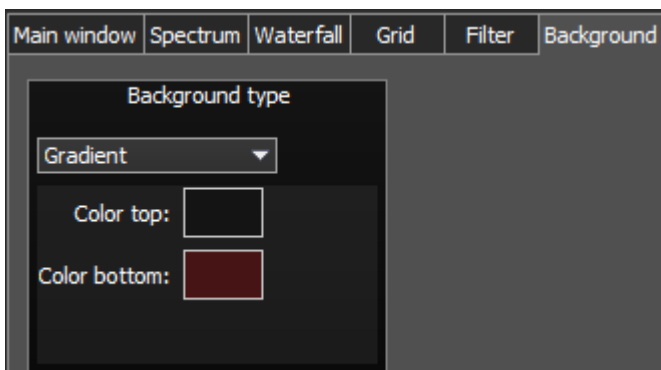 Main window Spectrum Waterfall Grid Filter Background
Background type
Gradient
Color top:
Color bottom: